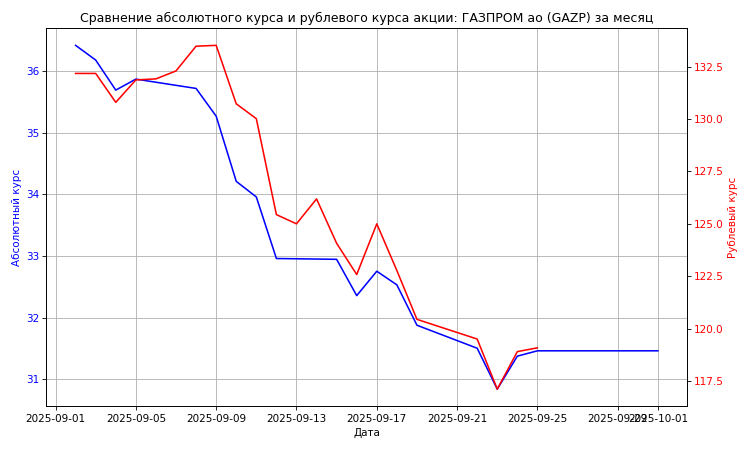 Сравнение абсолютного курса и рублевого курса акции: ГАЗПРОМ ао (GAZP) за месяц
Абсолютный курс
36
35
34
33
32
31
132.5
130.0
127.5
125.0
122.5
120.0
117.5
Рублевый курс
2025-09-01 2025-09-05 2025-09-09 2025-09-13 2025-09-17 2025-09-21 2025-09-25 2025-09-29 2025-10-01
Дата